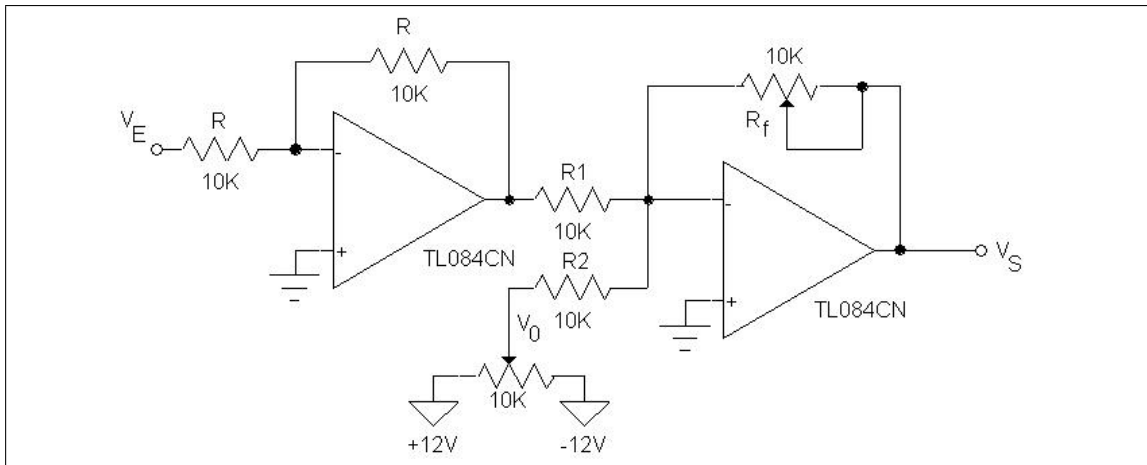 R
10K
V_E
R
10K
-
+
TL084CN
R1
10K
R2
10K
V_0
10K
+12V
-12V
10K
R_f
-
+
TL084CN
V_S